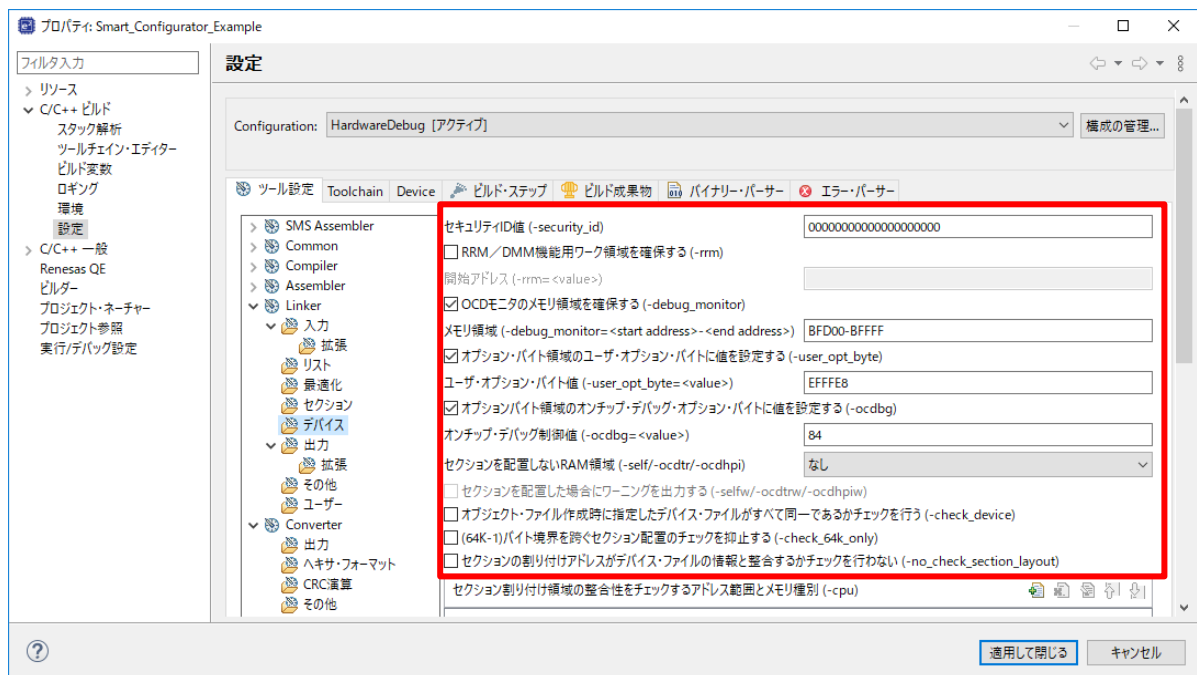 プロパティ: Smart_Configurator_Example
フィルタ入力
リソース
C/C++ ビルド
スタック解析
ツールチェイン・エディター
ビルド変数
ロギング
環境
設定
C/C++ 一般
Renesas QE
ビルダー
プロジェクト・ネーチャー
プロジェクト参照
実行/デバッグ設定
設定
Configuration: HardwareDebug [アクティブ] 構成の管理...
ツール設定 Toolchain Device ビルド・ステップ ビルド成果物 バイナリー・パーサー エラー・パーサー
SMS Assembler
Common
Compiler
Assembler
Linker
入力
拡張
リスト
最適化
セクション
デバイス
出力
拡張
その他
ユーザー
Converter
出力
ヘキサ・フォーマット
CRC演算
その他
セキュリティID値 (-security_id) 00000000000000000000
RRM/DMM機能用ワーク領域を確保する (-rrm)
開始アドレス (-rrm=<value>)
OCDモニタのメモリ領域を確保する (-debug_monitor)
メモリ領域 (-debug_monitor=<start address>-<end address>) BFD00-BFFFF
オプション・バイト領域のユーザ・オプション・バイトに値を設定する (-user_opt_byte)
ユーザ・オプション・バイト値 (-user_opt_byte=<value>) EFFFE8
オプションバイト領域のオンチップ・デバッグ・オプション・バイトに値を設定する (-ocdbg)
オンチップ・デバッグ制御値 (-ocdbg=<value>) 84
セクションを配置しないRAM領域 (-self/-ocdtr/-ocdhpi) なし
セクションを配置した場合にワーニングを出力する (-selfw/-ocdtrw/-ocdhpiw)
オブジェクト・ファイル作成時に指定したデバイス・ファイルがすべて同一であるかチェックを行う (-check_device)
(64K-1)バイト境界を跨ぐセクション配置のチェックを抑止する (-check_64k_only)
セクションの割り付けアドレスがデバイス・ファイルの情報と整合するかチェックを行わない (-no_check_section_layout)
セクション割り付け領域の整合性をチェックするアドレス範囲とメモリ種別 (-cpu)
適用して閉じる キャンセル